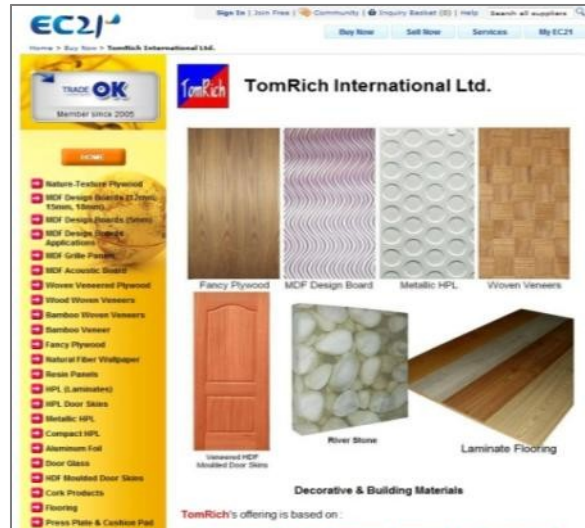 EC21
Sign In | Join Free | Community | Inquiry Basket (0) | Help Search all suppliers
Buy Now Sell Now Services My EC21
Home > Buy Now > TomRich International Ltd.
TRADE OK
Member since 2005
TomRich
TomRich International Ltd.
HOME
Nature-Texture Plywood
MDF Design Boards (12mm, 15mm, 18mm)
MDF Design Boards (5mm)
MDF Design Boards Applications
MDF Grille Panels
MDF Acoustic Board
Woven Veneered Plywood
Wood Woven Veneers
Bamboo Woven Veneers
Bamboo Veneer
Fancy Plywood
Natural Fiber Wallpaper
Resin Panels
HPL (Laminates)
HPL Door Skins
Metallic HPL
Compact HPL
Aluminum Foil
Door Glass
HDF Moulded Door Skins
Cork Products
Flooring
Press Plate & Cushion Pad
Fancy Plywood MDF Design Board Metallic HPL Woven Veneers
Veneered HDF
Moulded Door Skins
River Stone
Laminate Flooring
Decorative & Building Materials
TomRich's offering is based on :